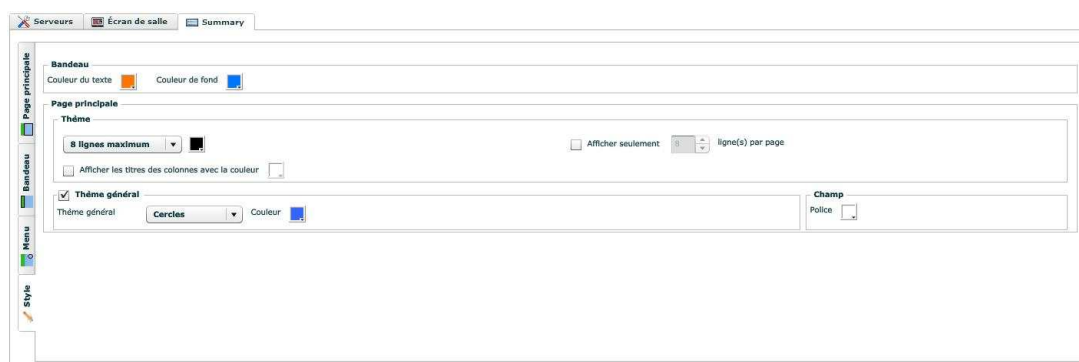 Serveurs
Écran de salle
Summary
Page principale
Bandeau
Menu
Style
Bandeau
Couleur du texte
Couleur de fond
Page principale
Thème
8 lignes maximum
Afficher seulement 8 ligne(s) par page
Afficher les titres des colonnes avec la couleur
Thème général
Thème général
Cercles
Couleur
Champ
Police